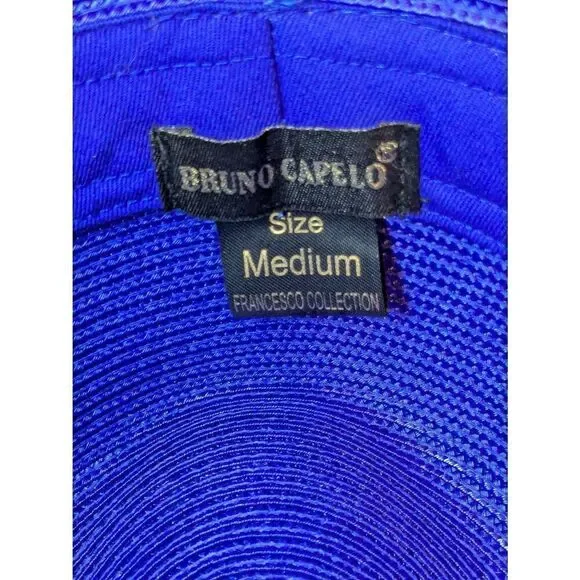 BRUNO CAPELO®
Size
Medium
FRANCESCO COLLECTION